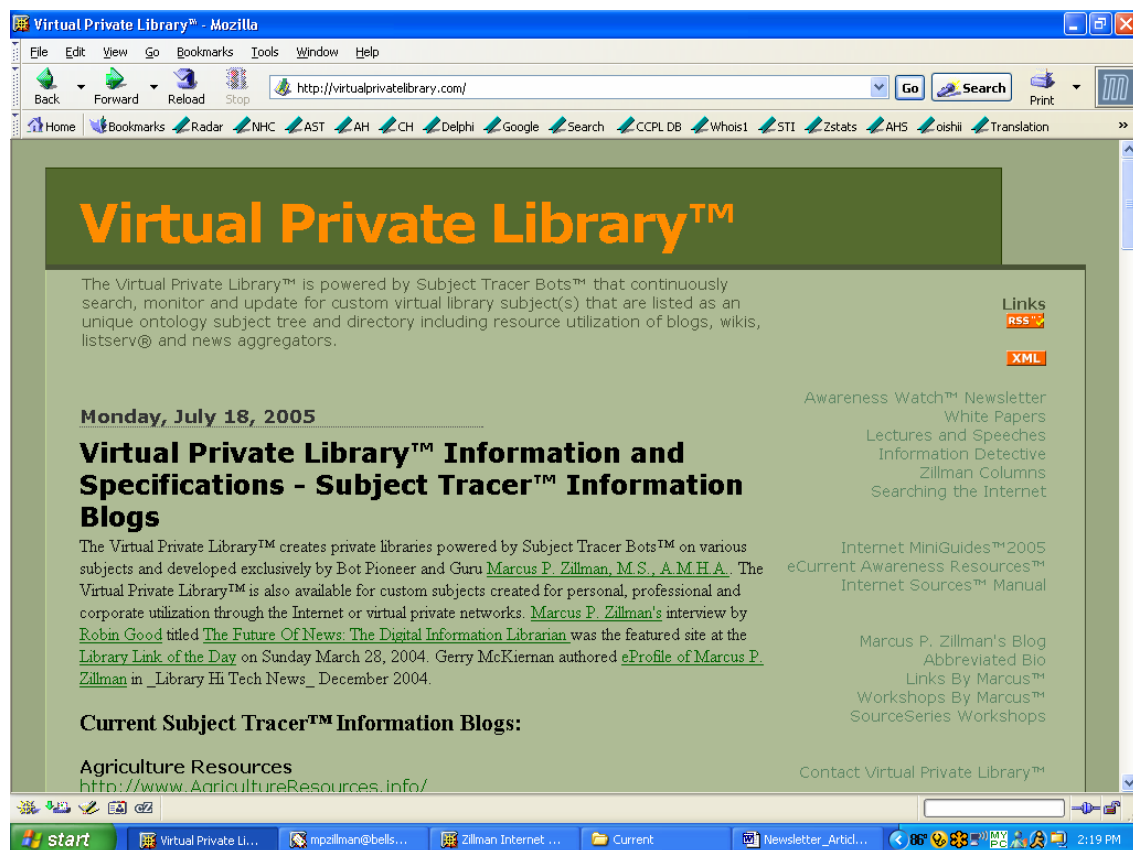 Virtual Private Library™ - Mozilla
File Edit View Go Bookmarks Tools Window Help
Back Forward Reload Stop http://virtualprivatelibrary.com/ Go Search Print
Home Bookmarks Radar NHC AST AH CH Delphi Google Search CCPL DB Whois1 STI Zstats AHS oishii Translation »
Virtual Private Library™
The Virtual Private Library™ is powered by Subject Tracer Bots™ that continuously
search, monitor and update for custom virtual library subject(s) that are listed as an
unique ontology subject tree and directory including resource utilization of blogs, wikis,
listserv® and news aggregators.
Links
RSS
XML
Monday, July 18, 2005
Virtual Private Library™ Information and
Specifications - Subject Tracer™ Information
Blogs
The Virtual Private Library™ creates private libraries powered by Subject Tracer Bots™ on various
subjects and developed exclusively by Bot Pioneer and Guru Marcus P. Zillman, M.S., A.M.H.A.. The
Virtual Private Library™ is also available for custom subjects created for personal, professional and
corporate utilization through the Internet or virtual private networks. Marcus P. Zillman's interview by
Robin Good titled The Future Of News: The Digital Information Librarian was the featured site at the
Library Link of the Day on Sunday March 28, 2004. Gerry McKiernan authored eProfile of Marcus P.
Zillman in _Library Hi Tech News_ December 2004.
Current Subject Tracer™ Information Blogs:
Agriculture Resources
http://www.AgricultureResources.info/
Awareness Watch™ Newsletter
White Papers
Lectures and Speeches
Information Detective
Zillman Columns
Searching the Internet
Internet MiniGuides™2005
eCurrent Awareness Resources™
Internet Sources™ Manual
Marcus P. Zillman's Blog
Abbreviated Bio
Links By Marcus™
Workshops By Marcus™
SourceSeries Workshops
Contact Virtual Private Library™
start Virtual Private Li... mpzillman@bells... Zillman Internet ... Current Newsletter_Articl... 86° MY PC 2:19 PM